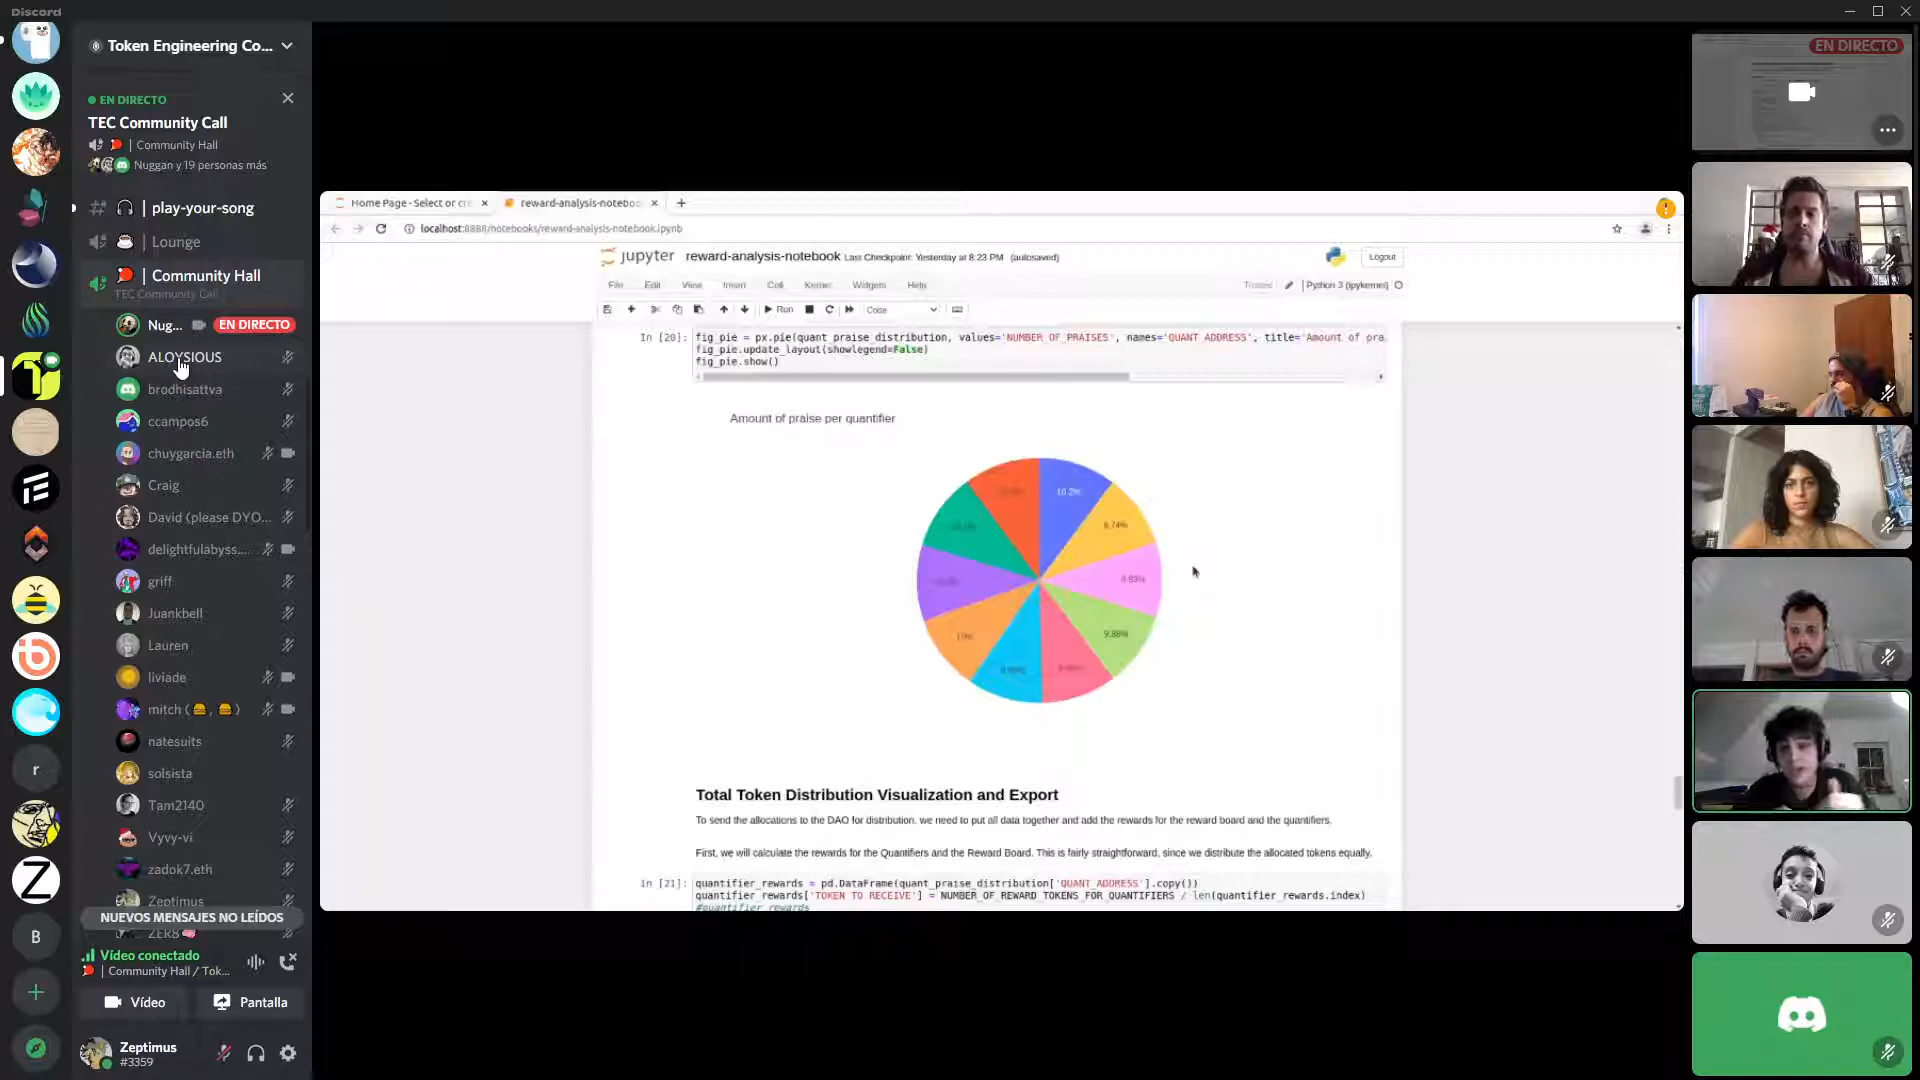 Discord
Token Engineering Co...
EN DIRECTO
TEC Community Call
| Community Hall
Nuggan y 19 personas más
| play-your-song
| Lounge
| Community Hall
TEC Community Call
Nug... EN DIRECTO
ALOYSIOUS
brodhisattva
ccampos6
chuygarcia.eth
Craig
David (please DYO...
delightfulabyss....
griff
Juankbell
Lauren
liviade
mitch (🍔, 🍔)
natesuits
solsista
Tam2140
Vyvy-vi
zadok7.eth
Zeptimus
NUEVOS MENSAJES NO LEÍDOS
ZER8🧠
Vídeo conectado
| Community Hall / Tok...
Vídeo Pantalla
Zeptimus
#3359
r
Z
B
Home Page - Select or cre
reward-analysis-noteboo
localhost:8888/notebooks/reward-analysis-notebook.ipynb
jupyter reward-analysis-notebook Last Checkpoint: Yesterday at 8:23 PM (autosaved)
Logout
File Edit View Insert Cell Kernel Widgets Help
Trusted Python 3 (ipykernel)
Run Code
In [20]: fig_pie = px.pie(quant_praise_distribution, values='NUMBER_OF_PRAISES', names='QUANT_ADDRESS', title='Amount of pra
fig_pie.update_layout(showlegend=False)
fig_pie.show()
Amount of praise per quantifier
10.2%
9.88%
Total Token Distribution Visualization and Export
To send the allocations to the DAO for distribution, we need to put all data together and add the rewards for the reward board and the quantifiers.
First, we will calculate the rewards for the Quantifiers and the Reward Board. This is fairly straightforward, since we distribute the allocated tokens equally.
In [21]: quantifier_rewards = pd.DataFrame(quant_praise_distribution['QUANT_ADDRESS'].copy())
quantifier_rewards['TOKEN TO RECEIVE'] = NUMBER_OF_REWARD_TOKENS_FOR_QUANTIFIERS / len(quantifier_rewards.index)
#quantifier_rewards
EN DIRECTO